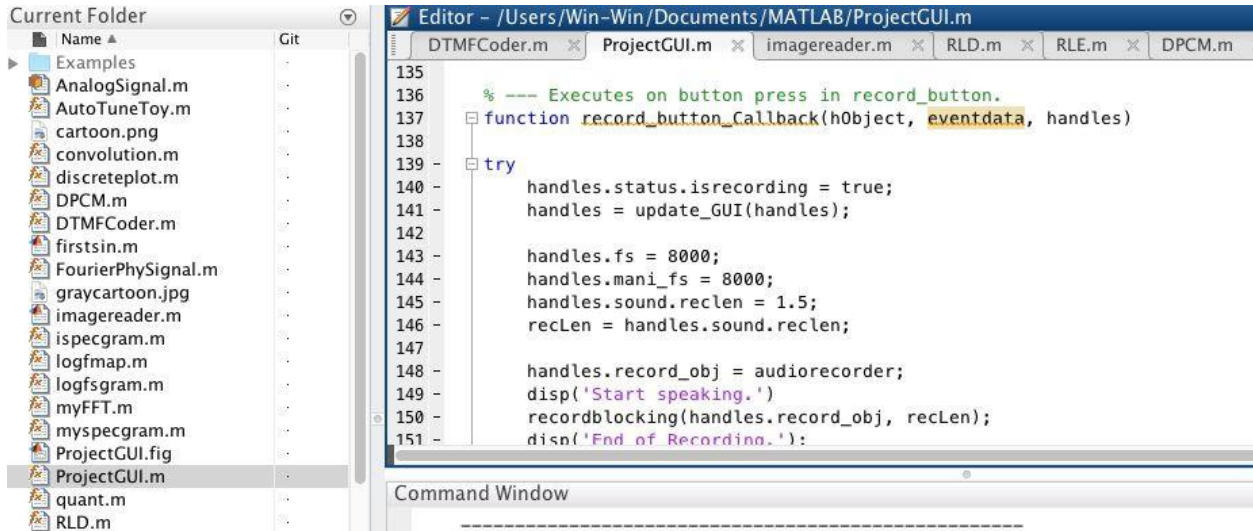 Current Folder
Name Git
Examples
AnalogSignal.m
AutoTuneToy.m
cartoon.png
convolution.m
discreteplot.m
DPCM.m
DTMFCoder.m
firstsin.m
FourierPhySignal.m
graycartoon.jpg
imagereader.m
ispecgram.m
logfmap.m
logfsgram.m
myFFT.m
myspecgram.m
ProjectGUI.fig
ProjectGUI.m
quant.m
RLD.m
Editor – /Users/Win-Win/Documents/MATLAB/ProjectGUI.m
DTMFCoder.m ProjectGUI.m imagereader.m RLD.m RLE.m DPCM.m
135
136 % --- Executes on button press in record_button.
137 function record_button_Callback(hObject, eventdata, handles)
138
139 - try
140 - handles.status.isrecording = true;
141 - handles = update_GUI(handles);
142
143 - handles.fs = 8000;
144 - handles.mani_fs = 8000;
145 - handles.sound.reclen = 1.5;
146 - recLen = handles.sound.reclen;
147
148 - handles.record_obj = audiorecorder;
149 - disp('Start speaking.')
150 - recordblocking(handles.record_obj, recLen);
151 - disp('End of Recording.');
Command Window